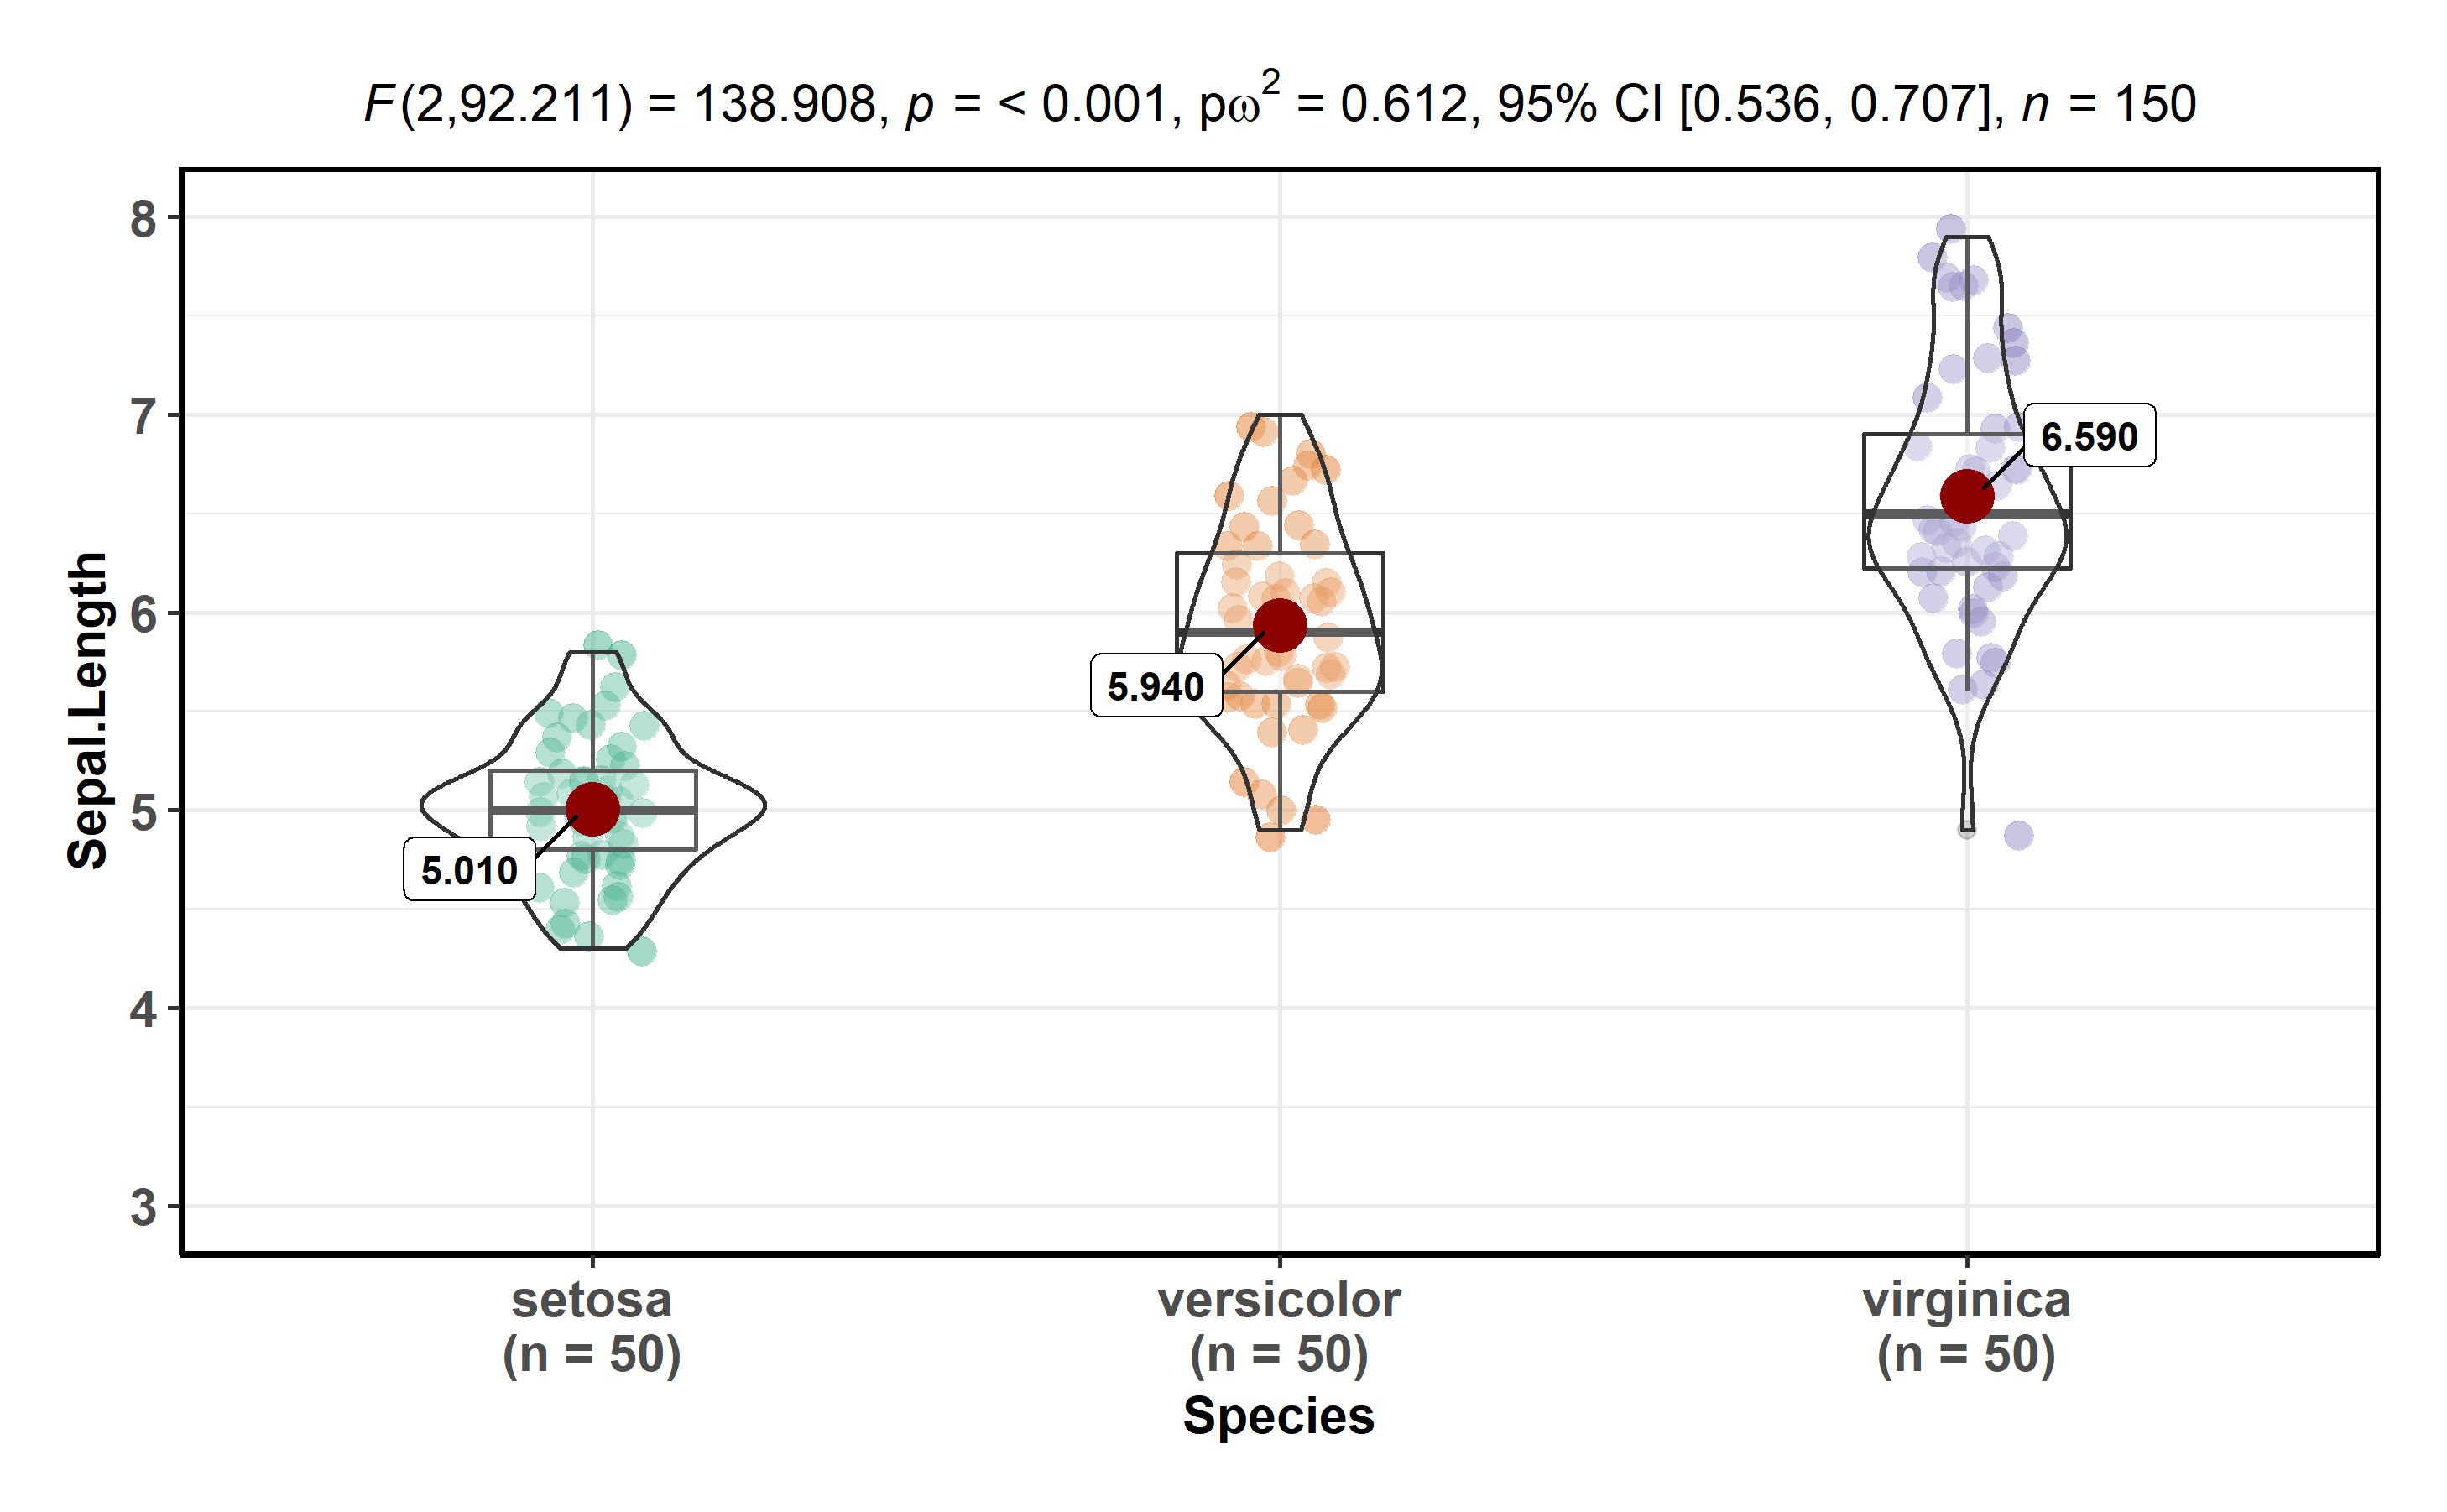 F(2,92.211) = 138.908, p = < 0.001, pω² = 0.612, 95% CI [0.536, 0.707], n = 150
Sepal.Length
8
7
6
5
4
3
6.590
5.940
5.010
setosa
(n = 50)
versicolor
(n = 50)
virginica
(n = 50)
Species